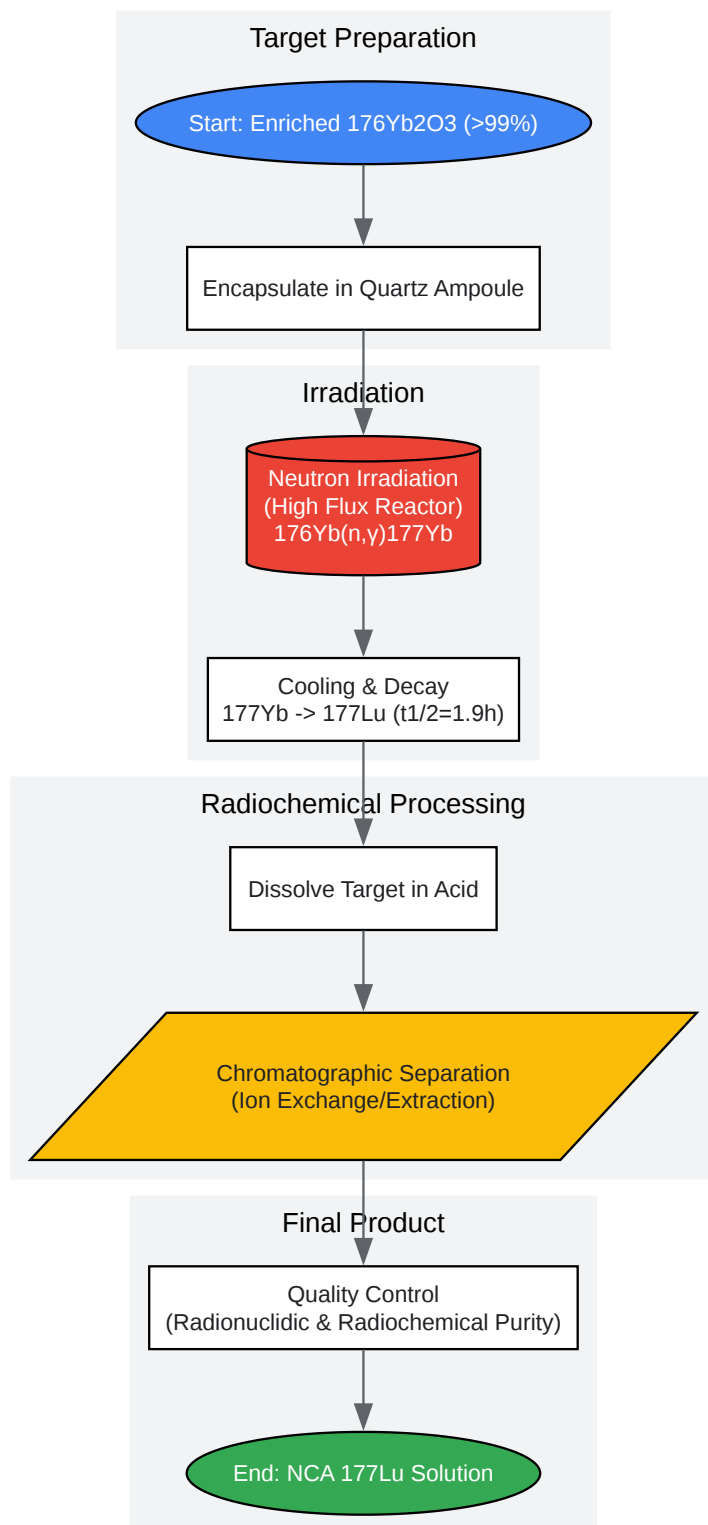 Target Preparation
Start: Enriched 176Yb2O3 (>99%)
Encapsulate in Quartz Ampoule
Irradiation
Neutron Irradiation
(High Flux Reactor)
176Yb(n,γ)177Yb
Cooling & Decay
177Yb -> 177Lu (t1/2=1.9h)
Radiochemical Processing
Dissolve Target in Acid
Chromatographic Separation
(Ion Exchange/Extraction)
Final Product
Quality Control
(Radionuclidic & Radiochemical Purity)
End: NCA 177Lu Solution